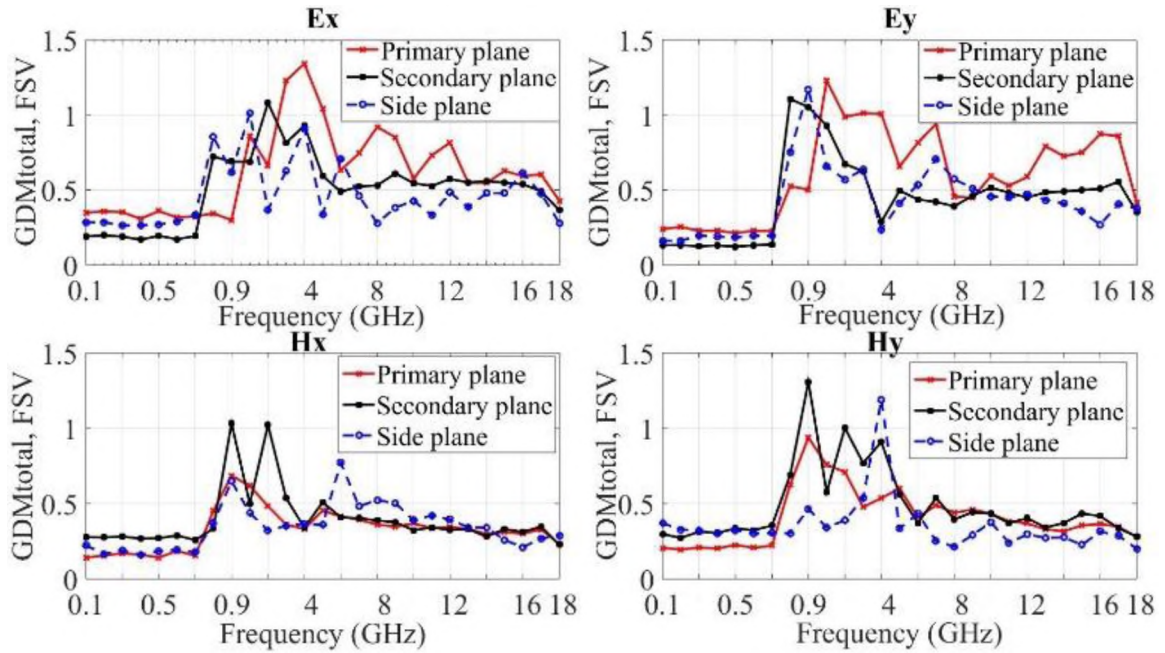 Ex
GDMtotal, FSV
1.5
1
0.5
0
Primary plane
Secondary plane
Side plane
0.1 0.5 0.9 4 8 12 16 18
Frequency (GHz)
Ey
GDMtotal, FSV
1.5
1
0.5
0
Primary plane
Secondary plane
Side plane
0.1 0.5 0.9 4 8 12 16 18
Frequency (GHz)
Hx
GDMtotal, FSV
1.5
1
0.5
0
Primary plane
Secondary plane
Side plane
0.1 0.5 0.9 4 8 12 16 18
Frequency (GHz)
Hy
GDMtotal, FSV
1.5
1
0.5
0
Primary plane
Secondary plane
Side plane
0.1 0.5 0.9 4 8 12 16 18
Frequency (GHz)